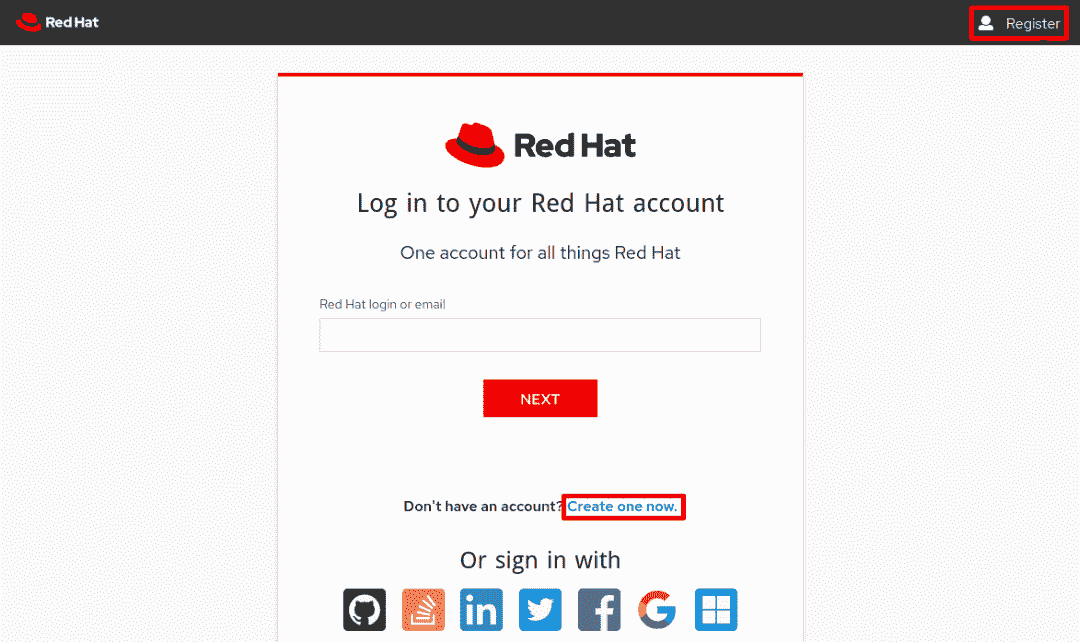 Red Hat
Register
Red Hat
Log in to your Red Hat account
One account for all things Red Hat
Red Hat login or email
NEXT
Don't have an account? Create one now.
Or sign in with
in
f
G